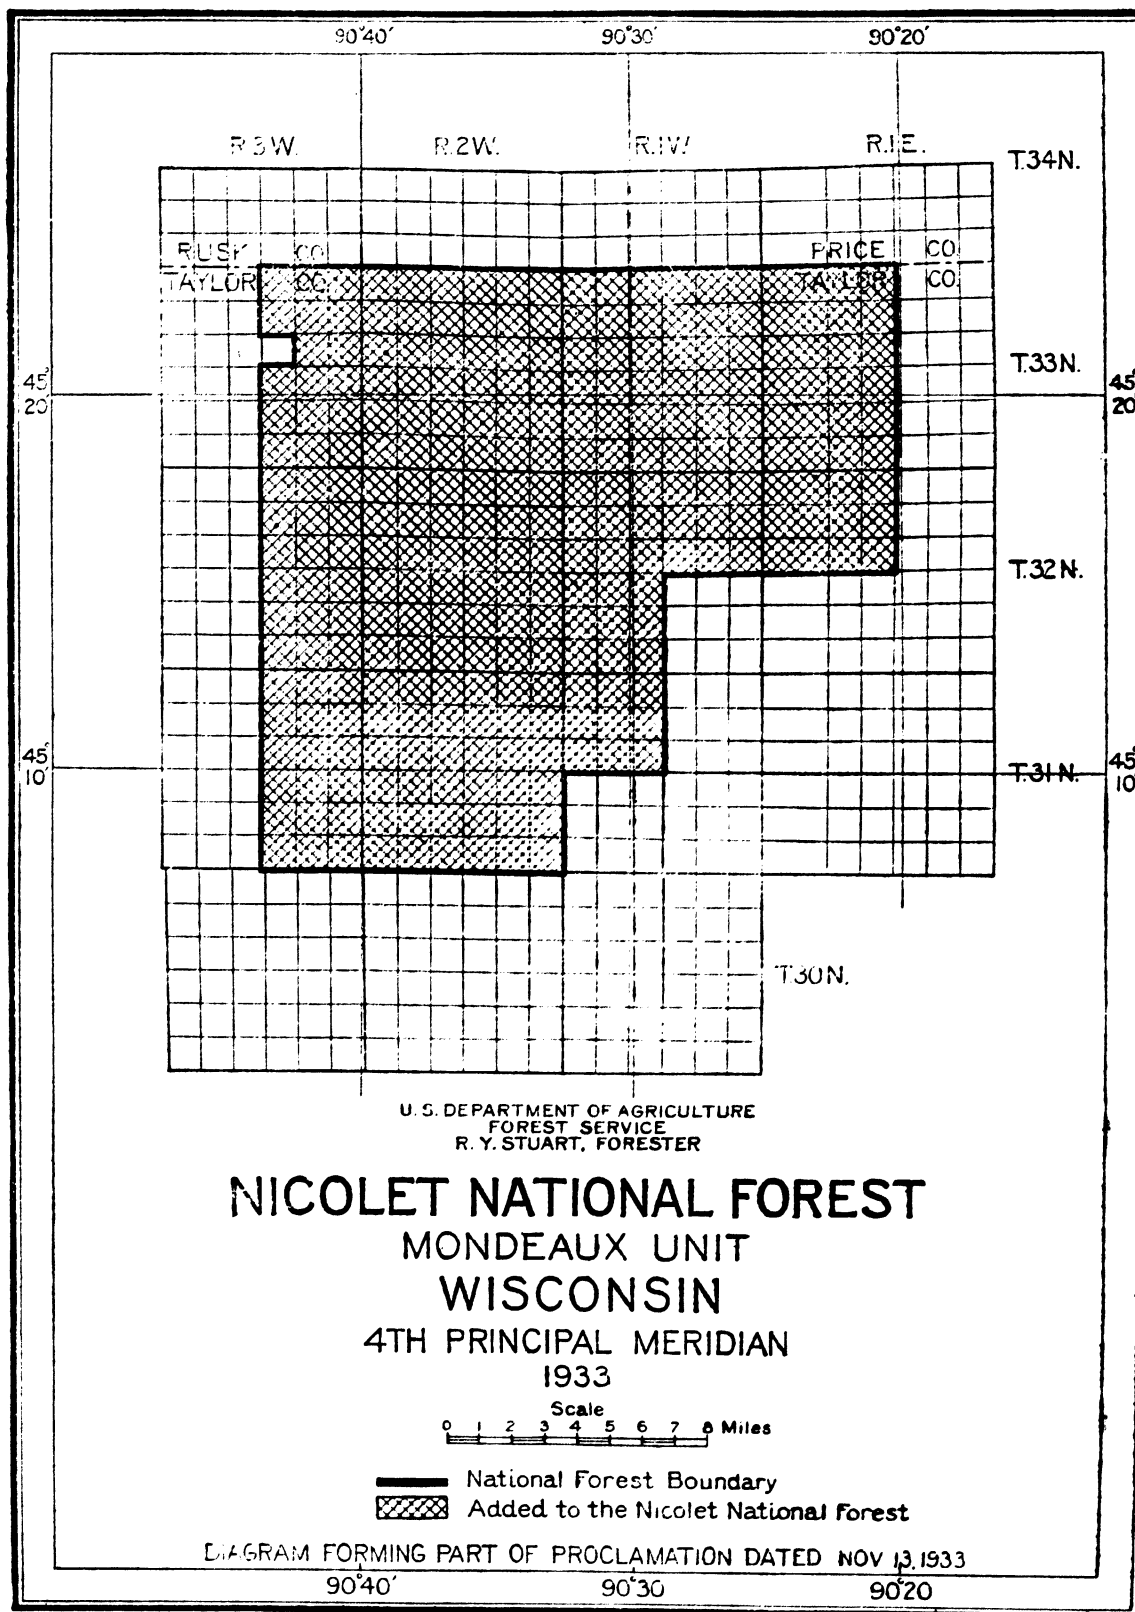 90°40' 90°30' 90°20'
R.3W. R.2W. R.1W. R.1E.
T.34N.
RUSK CO. PRICE CO.
TAYLOR CO. TAYLOR CO.
T.33N.
45° 20' 45° 20'
T.32N.
45° 10' T.31N. 45° 10'
T.30N.
U. S. DEPARTMENT OF AGRICULTURE
FOREST SERVICE
R. Y. STUART, FORESTER
NICOLET NATIONAL FOREST
MONDEAUX UNIT
WISCONSIN
4TH PRINCIPAL MERIDIAN
1933
Scale
0 1 2 3 4 5 6 7 8 Miles
National Forest Boundary
Added to the Nicolet National Forest
DIAGRAM FORMING PART OF PROCLAMATION DATED NOV 13, 1933
90°40' 90°30' 90°20'